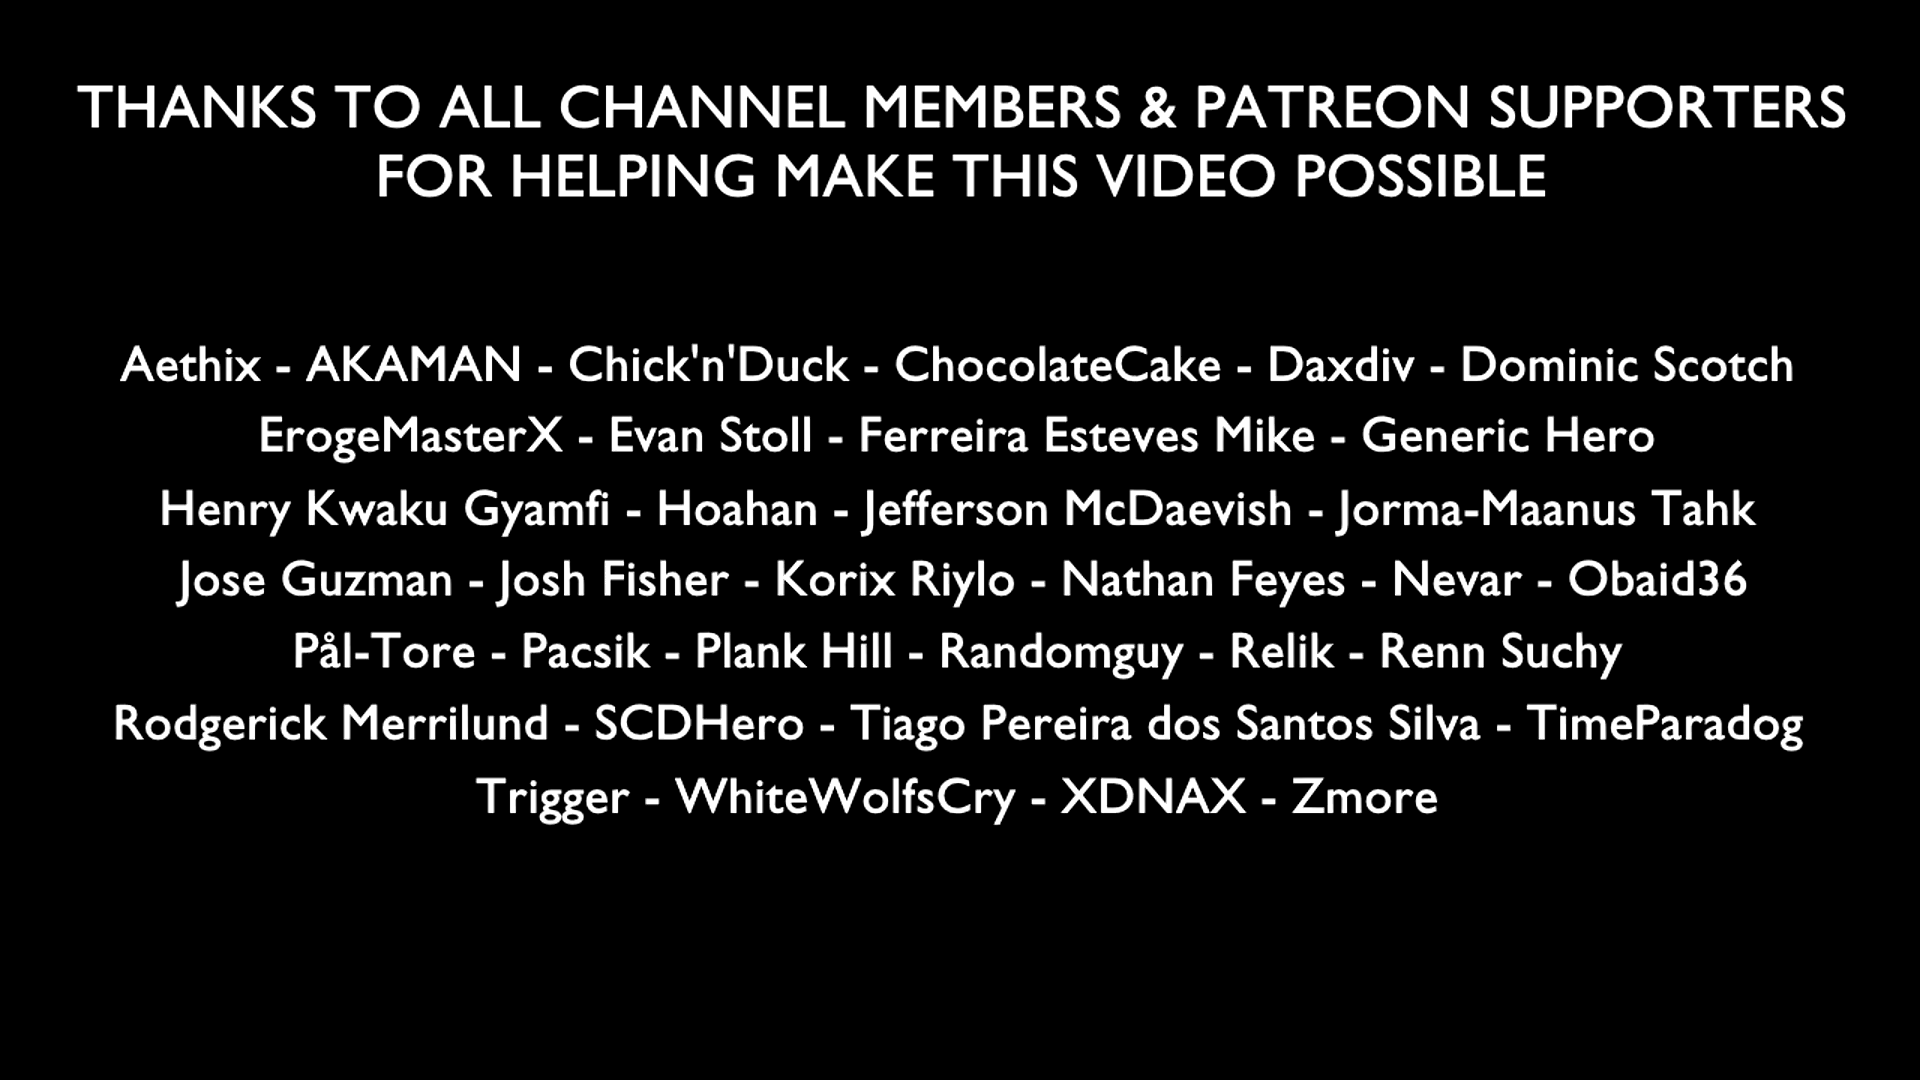 THANKS TO ALL CHANNEL MEMBERS & PATREON SUPPORTERS
FOR HELPING MAKE THIS VIDEO POSSIBLE
Aethix - AKAMAN - Chick'n'Duck - ChocolateCake - Daxdiv - Dominic Scotch
ErogeMasterX - Evan Stoll - Ferreira Esteves Mike - Generic Hero
Henry Kwaku Gyamfi - Hoahan - Jefferson McDaevish - Jorma-Maanus Tahk
Jose Guzman - Josh Fisher - Korix Riylo - Nathan Feyes - Nevar - Obaid36
Pål-Tore - Pacsik - Plank Hill - Randomguy - Relik - Renn Suchy
Rodgerick Merrilund - SCDHero - Tiago Pereira dos Santos Silva - TimeParadog
Trigger - WhiteWolfsCry - XDNAX - Zmore